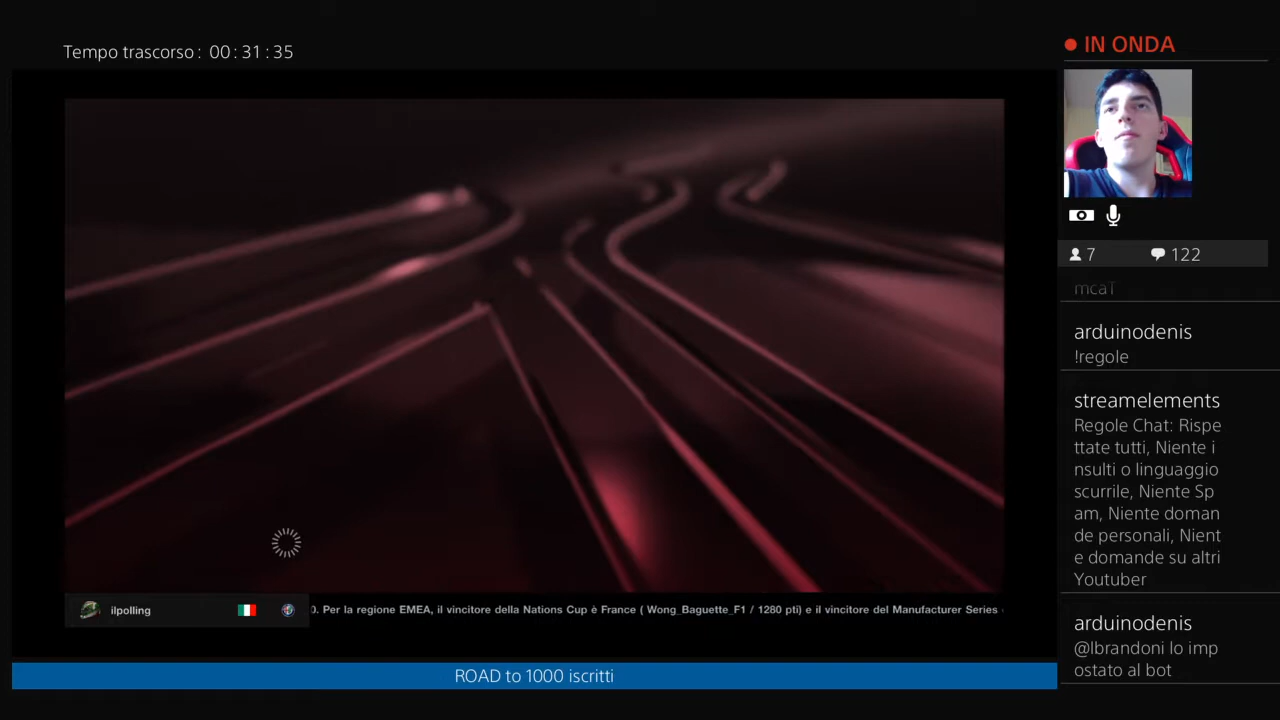 Tempo trascorso: 00:31:35
IN ONDA
7
122
mcaT
arduinodenis
!regole
streamelements
Regole Chat: Rispe
ttate tutti, Niente i
nsulti o linguaggio
scurrile, Niente Sp
am, Niente doman
de personali, Nient
e domande su altri
Youtuber
arduinodenis
@lbrandoni lo imp
ostato al bot
ilpolling
0. Per la regione EMEA, il vincitore della Nations Cup è France ( Wong_Baguette_F1 / 1280 pti) e il vincitore del Manufacturer Series
ROAD to 1000 iscritti